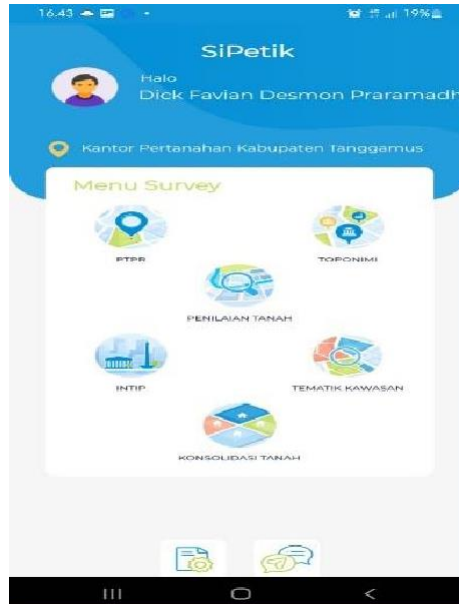 16.43
19%
SiPetik
Halo
Dick Favian Desmon Praramadh
Kantor Pertanahan Kabupaten Tanggamus
Menu Survey
PTPR
TOPONIMI
PENILAIAN TANAH
INTIP
TEMATIK KAWASAN
KONSOLIDASI TANAH